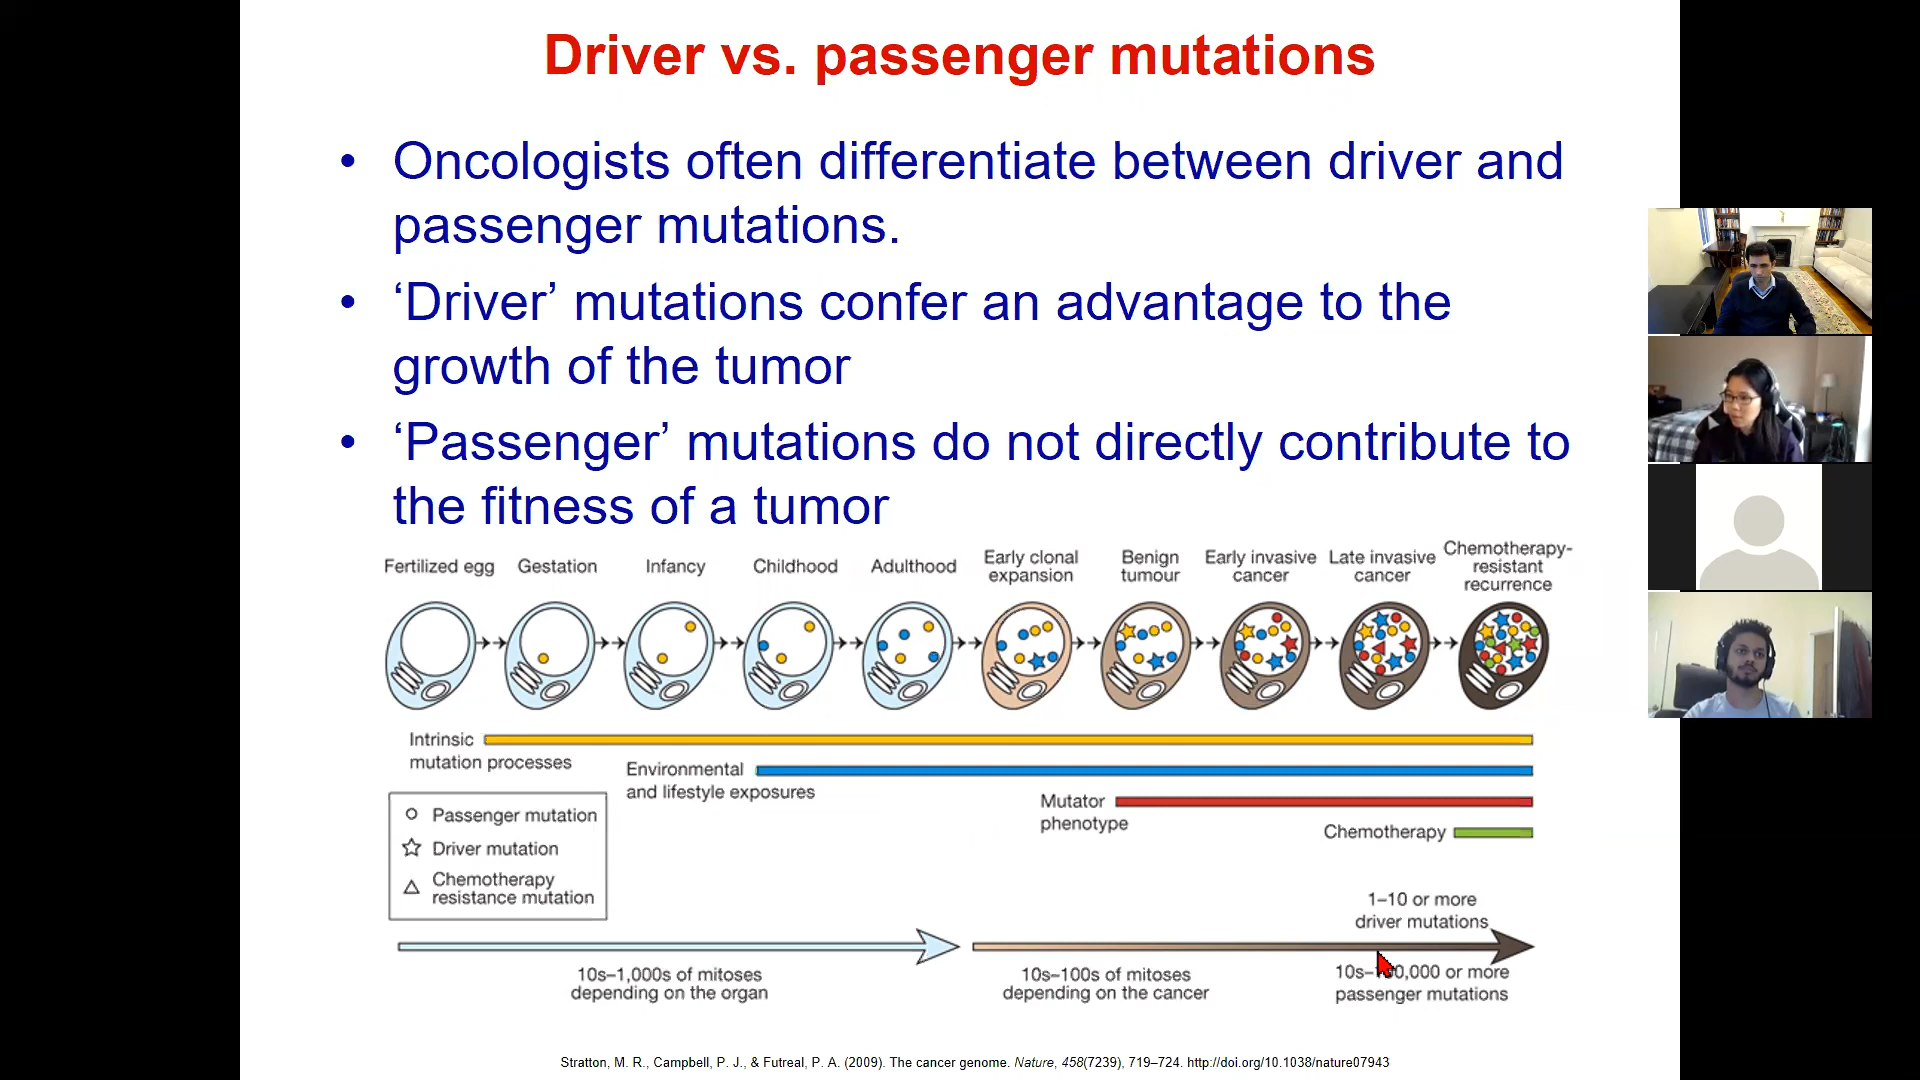 Driver vs. passenger mutations
• Oncologists often differentiate between driver and
passenger mutations.
• ‘Driver’ mutations confer an advantage to the
growth of the tumor
• ‘Passenger’ mutations do not directly contribute to
the fitness of a tumor
Fertilized egg
Gestation
Infancy
Childhood
Adulthood
Early clonal
expansion
Benign
tumour
Early invasive
cancer
Late invasive
cancer
Chemotherapy-
resistant
recurrence
Intrinsic
mutation processes
Environmental
and lifestyle exposures
Mutator
phenotype
Chemotherapy
Passenger mutation
Driver mutation
Chemotherapy
resistance mutation
1–10 or more
driver mutations
10s–1,000s of mitoses
depending on the organ
10s–100s of mitoses
depending on the cancer
or more
passenger mutations
Stratton, M. R., Campbell, P. J., & Futreal, P. A. (2009). The cancer genome. Nature, 458(7239), 719–724. http://doi.org/10.1038/nature07943